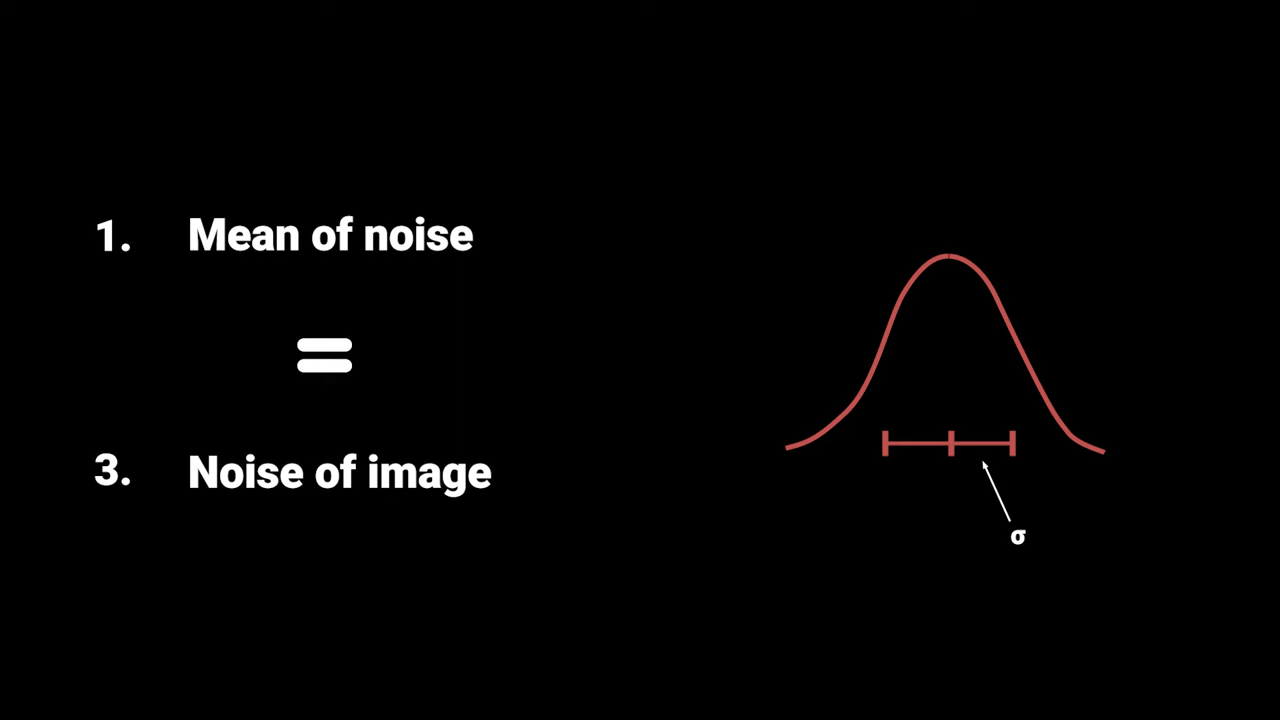 1. Mean of noise
=
3. Noise of image
σ